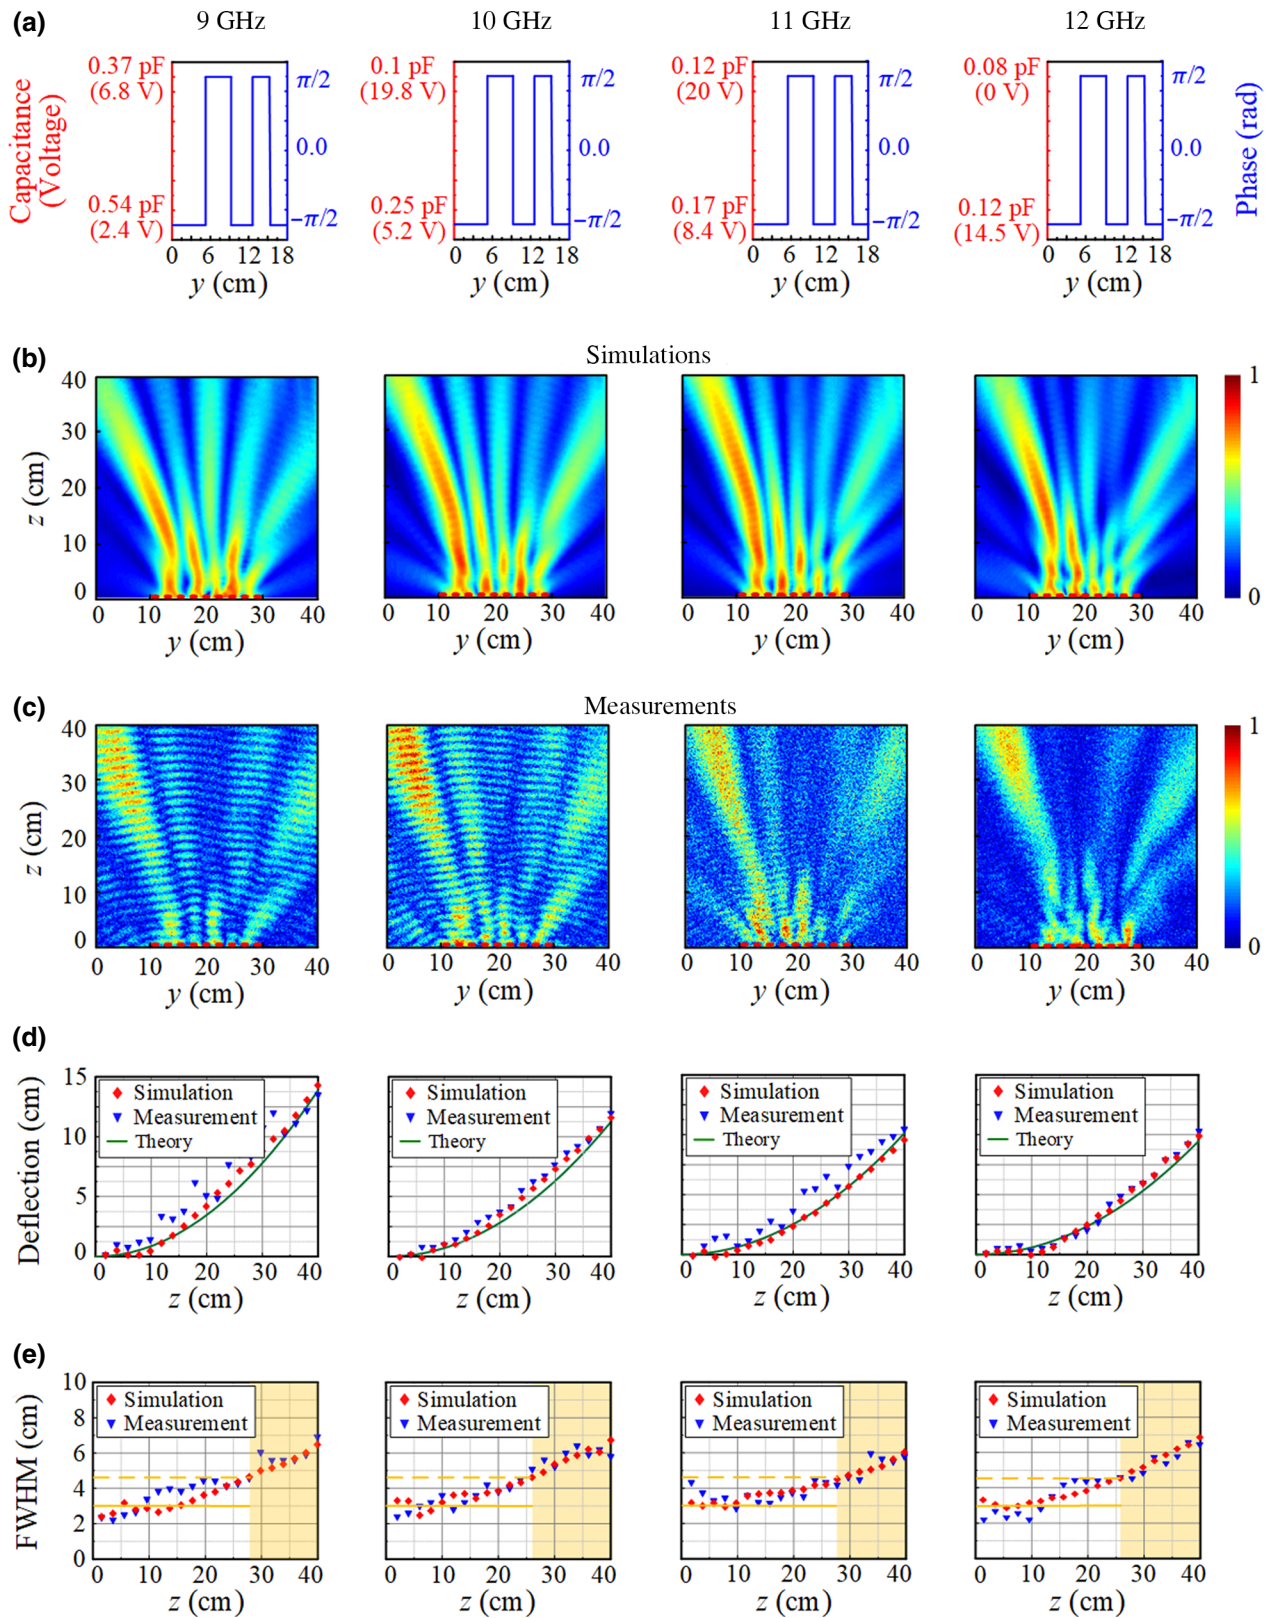 (a) 9 GHz 10 GHz 11 GHz 12 GHz
Capacitance (Voltage)
0.37 pF (6.8 V) π/2 0.0 −π/2
0.54 pF (2.4 V)
0 6 12 18
y (cm)
0.1 pF (19.8 V) π/2 0.0 −π/2
0.25 pF (5.2 V)
0 6 12 18
y (cm)
0.12 pF (20 V) π/2 0.0 −π/2
0.17 pF (8.4 V)
0 6 12 18
y (cm)
0.08 pF (0 V) π/2 0.0 −π/2
0.12 pF (14.5 V)
0 6 12 18
y (cm)
Phase (rad)
(b) Simulations
z (cm)
40
30
20
10
0
0 10 20 30 40 0 10 20 30 40 0 10 20 30 40 0 10 20 30 40
y (cm) y (cm) y (cm) y (cm)
1
0
(c) Measurements
z (cm)
40
30
20
10
0
0 10 20 30 40 0 10 20 30 40 0 10 20 30 40 0 10 20 30 40
y (cm) y (cm) y (cm) y (cm)
1
0
(d)
Deflection (cm)
15
10
5
0
Simulation Simulation Simulation Simulation
Measurement Measurement Measurement Measurement
Theory Theory Theory Theory
0 10 20 30 40 0 10 20 30 40 0 10 20 30 40 0 10 20 30 40
z (cm) z (cm) z (cm) z (cm)
(e)
FWHM (cm)
10
8
6
4
2
0
Simulation Simulation Simulation Simulation
Measurement Measurement Measurement Measurement
0 10 20 30 40 0 10 20 30 40 0 10 20 30 40 0 10 20 30 40
z (cm) z (cm) z (cm) z (cm)